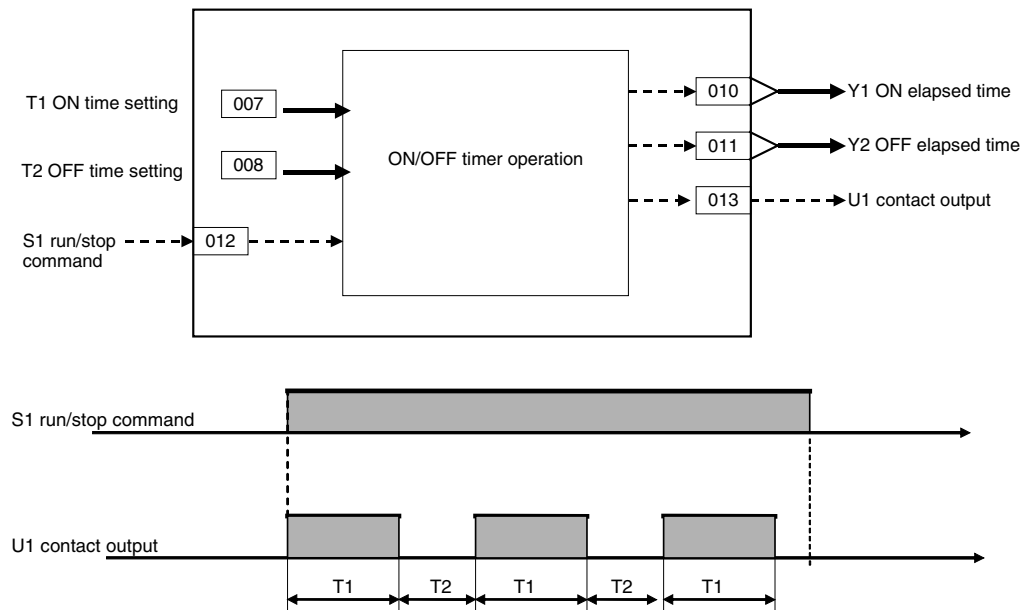 T1 ON time setting
007
T2 OFF time setting
008
S1 run/stop
command
012
ON/OFF timer operation
010
Y1 ON elapsed time
011
Y2 OFF elapsed time
013
U1 contact output
S1 run/stop command
U1 contact output
T1
T2
T1
T2
T1